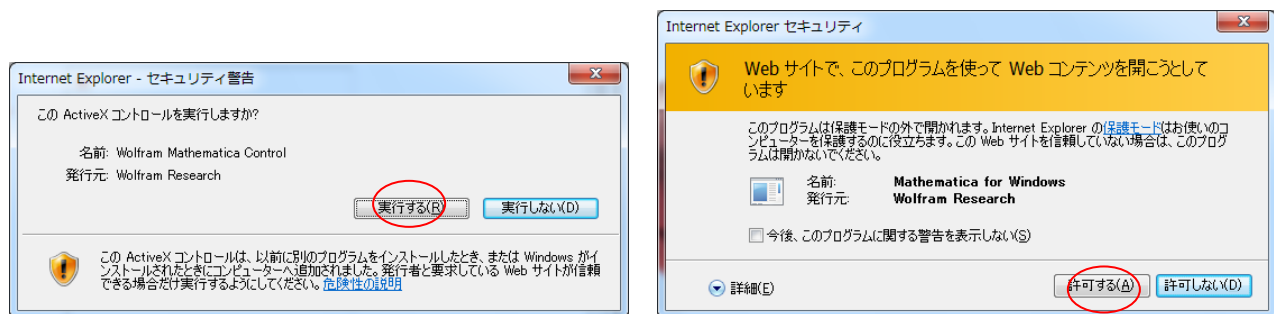 Internet Explorer - セキュリティ警告
この ActiveX コントロールを実行しますか?
名前: Wolfram Mathematica Control
発行元: Wolfram Research
実行する(R)
実行しない(D)
この ActiveX コントロールは、以前に別のプログラムをインストールしたとき、または Windows がイ
ンストールされたときにコンピューターへ追加されました。発行者と要求している Web サイトが信頼
できる場合だけ実行するようにしてください。危険性の説明
Internet Explorer セキュリティ
Web サイトで、このプログラムを使って Web コンテンツを開こうとして
います
このプログラムは保護モードの外で開かれます。Internet Explorer の保護モードはお使いのコ
ンピューターを保護するのに役立ちます。この Web サイトを信頼していない場合は、このプログ
ラムは開かないでください。
名前: Mathematica for Windows
発行元: Wolfram Research
今後、このプログラムに関する警告を表示しない(S)
詳細(E)
許可する(A)
許可しない(D)